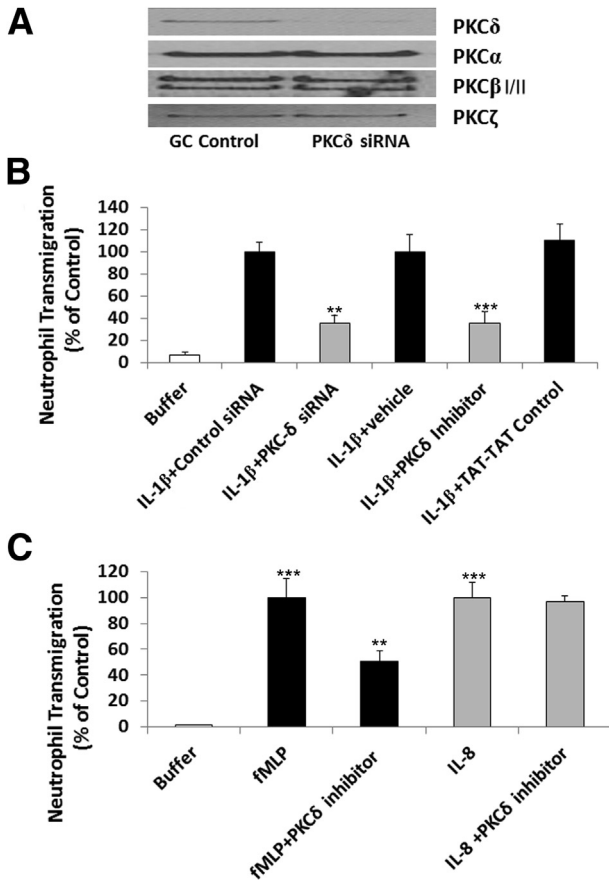 A
PKCδ
PKCα
PKCβ I/II
PKCζ
GC Control PKCδ siRNA
B
Neutrophil Transmigration
(% of Control)
140
120
100
80
60
40
20
0
**
***
Buffer
IL-1β+Control siRNA
IL-1β+PKC-δ siRNA
IL-1β+vehicle
IL-1β+PKCδ Inhibitor
IL-1β+TAT-TAT Control
C
Neutrophil Transmigration
(% of Control)
120
100
80
60
40
20
0
***
**
***
Buffer
fMLP
fMLP+PKCδ inhibitor
IL-8
IL-8 +PKCδ inhibitor